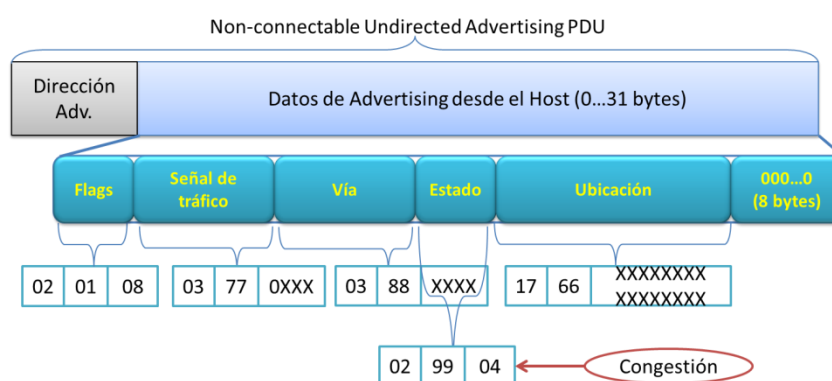 Non-connectable Undirected Advertising PDU
Dirección
Adv.
Datos de Advertising desde el Host (0...31 bytes)
Flags
Señal de
tráfico
Vía
Estado
Ubicación
000...0
(8 bytes)
02 01 08
03 77 0XXX
03 88 XXXX
17 66 XXXXXXXX
XXXXXXXX
02 99 04
Congestión